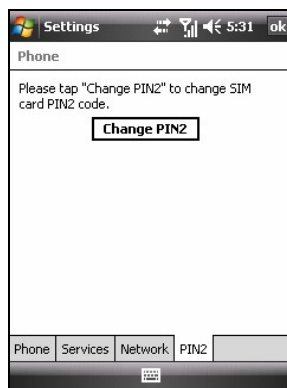 Settings 5:31 ok
Phone
Please tap "Change PIN2" to change SIM
card PIN2 code.
Change PIN2
Phone Services Network PIN2